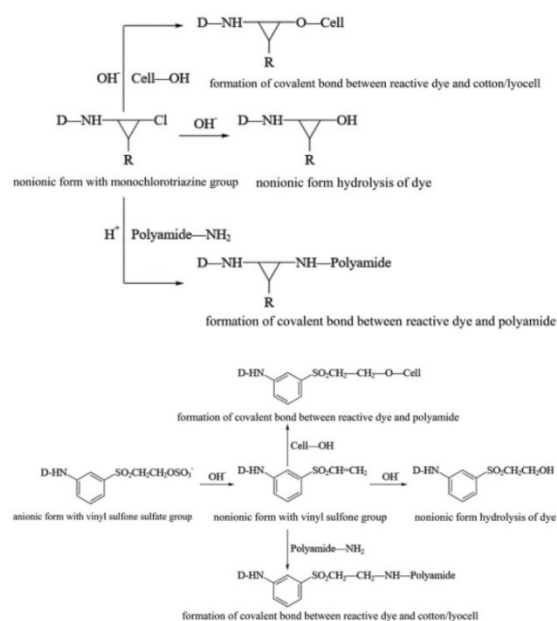 D—NH— —O—Cell
R
OH⁻ Cell—OH
formation of covalent bond between reactive dye and cotton/lyocell
D—NH— —Cl OH⁻ D—NH— —OH
R R
nonionic form with monochlorotriazine group nonionic form hydrolysis of dye
H⁺ Polyamide—NH₂
D—NH— —NH—Polyamide
R
formation of covalent bond between reactive dye and polyamide
D-HN SO₂CH₂—CH₂—O—Cell
formation of covalent bond between reactive dye and polyamide
Cell—OH
D-HN SO₂CH₂CH₂OSO₃⁻ OH⁻ D-HN SO₂CH=CH₂ OH⁻ D-HN SO₂CH₂CH₂OH
anionic form with vinyl sulfone sulfate group nonionic form with vinyl sulfone group nonionic form hydrolysis of dye
Polyamide—NH₂
D-HN SO₂CH₂—CH₂—NH—Polyamide
formation of covalent bond between reactive dye and cotton/lyocell